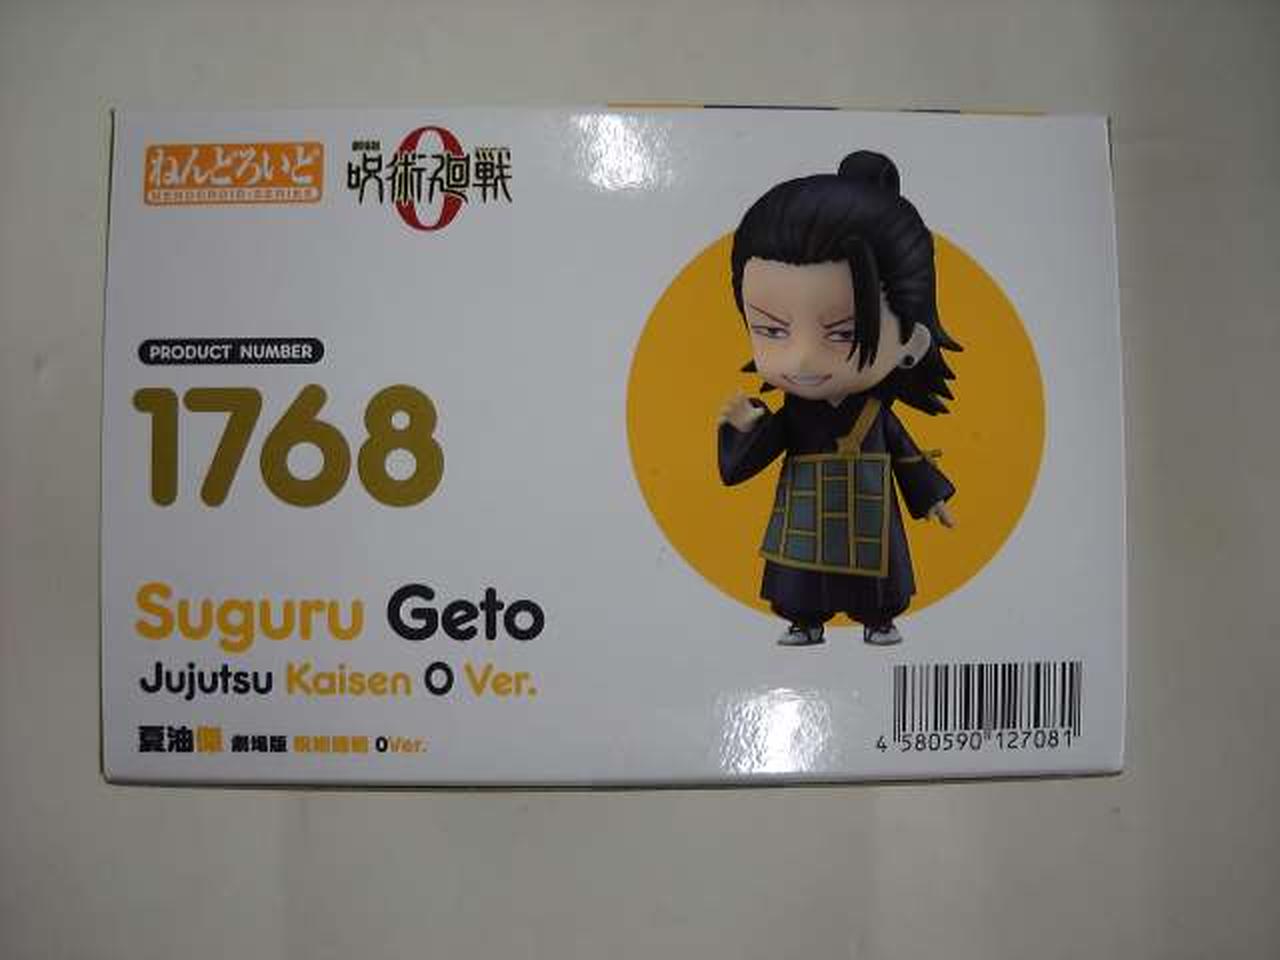 ねんどろいど
NENDOROID-SERIES
劇場版
呪術廻戦
0
PRODUCT NUMBER
1768
Suguru Geto
Jujutsu Kaisen 0 Ver.
夏油傑 劇場版 呪術廻戦 0Ver.
4 580590 127081